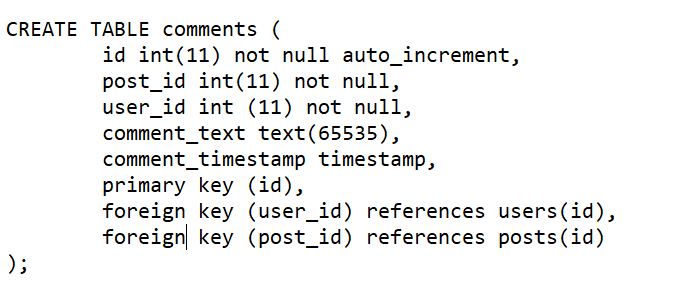 CREATE TABLE comments (
id int(11) not null auto_increment,
post_id int(11) not null,
user_id int (11) not null,
comment_text text(65535),
comment_timestamp timestamp,
primary key (id),
foreign key (user_id) references users(id),
foreign key (post_id) references posts(id)
);